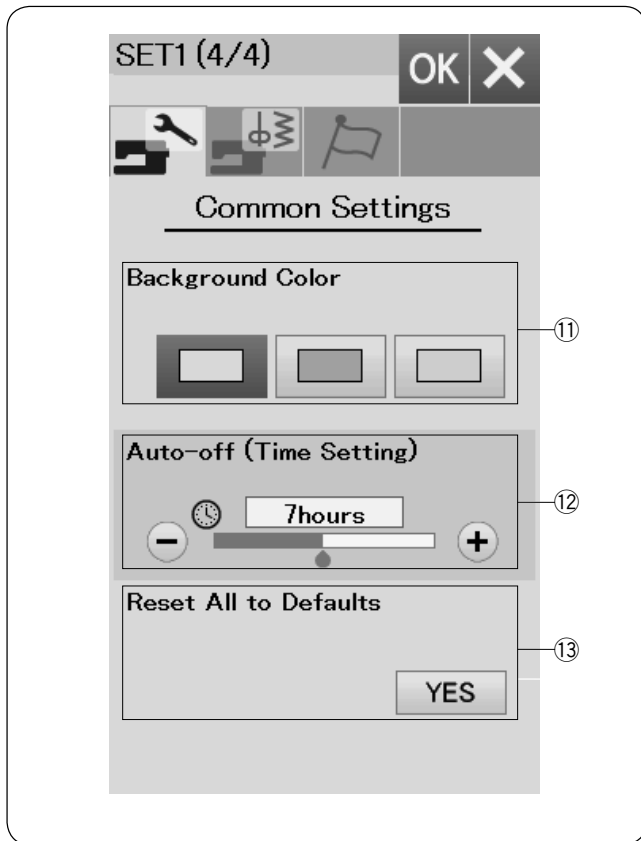 SET1 (4/4)
OK
Common Settings
Background Color
⑪
Auto-off (Time Setting)
7hours
⑫
Reset All to Defaults
⑬
YES